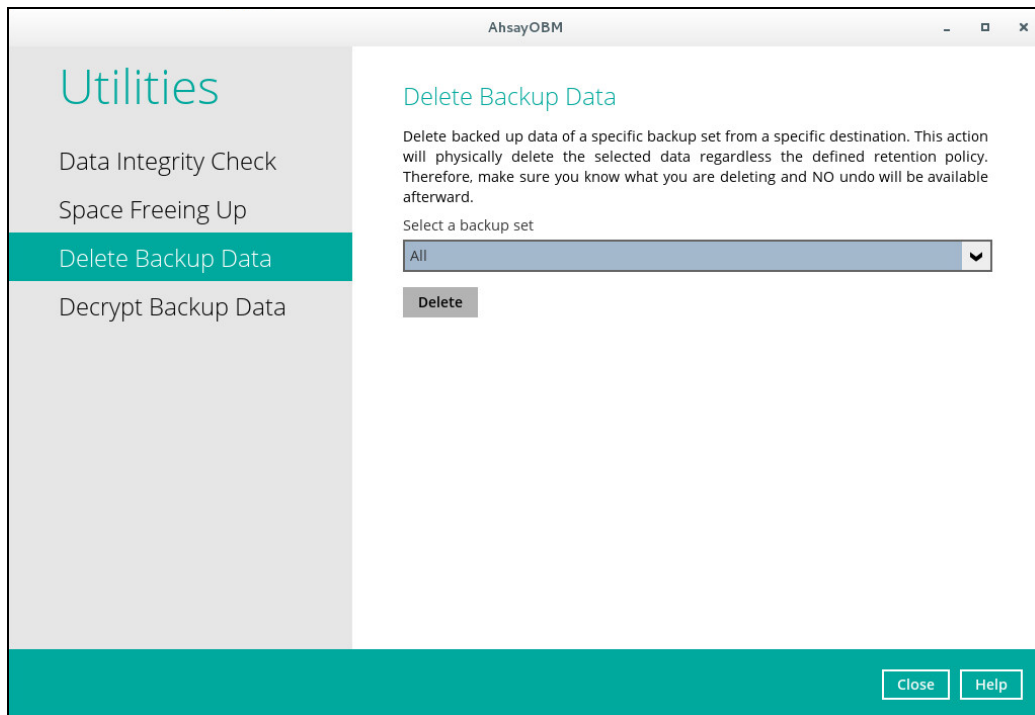 AhsayOBM
Utilities
Data Integrity Check
Space Freeing Up
Delete Backup Data
Decrypt Backup Data
Delete Backup Data
Delete backed up data of a specific backup set from a specific destination. This action
will physically delete the selected data regardless the defined retention policy.
Therefore, make sure you know what you are deleting and NO undo will be available
afterward.
Select a backup set
All
Delete
Close
Help